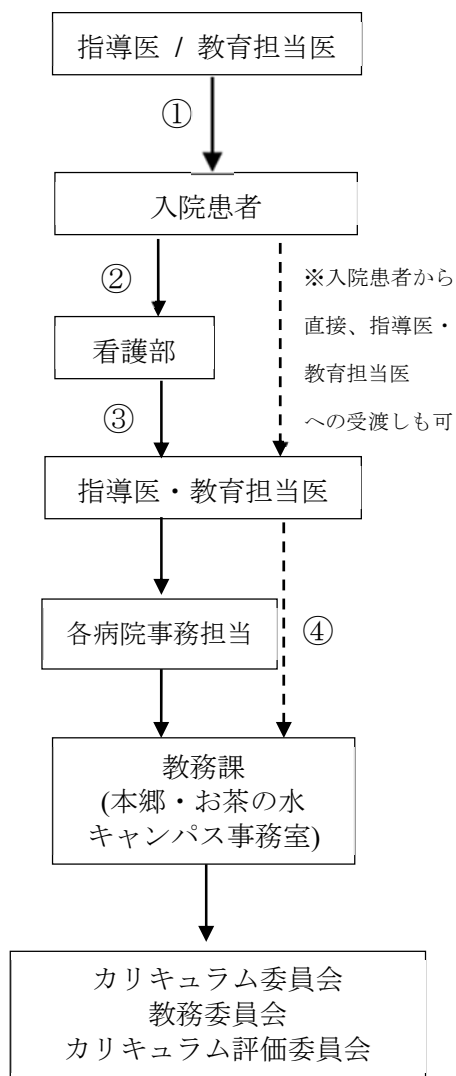 指導医 / 教育担当医
①
入院患者
②
※入院患者から
直接、指導医・
教育担当医
への受渡しも可
看護部
③
指導医・教育担当医
各病院事務担当
④
教務課
(本郷・お茶の水
キャンパス事務室)
カリキュラム委員会
教務委員会
カリキュラム評価委員会